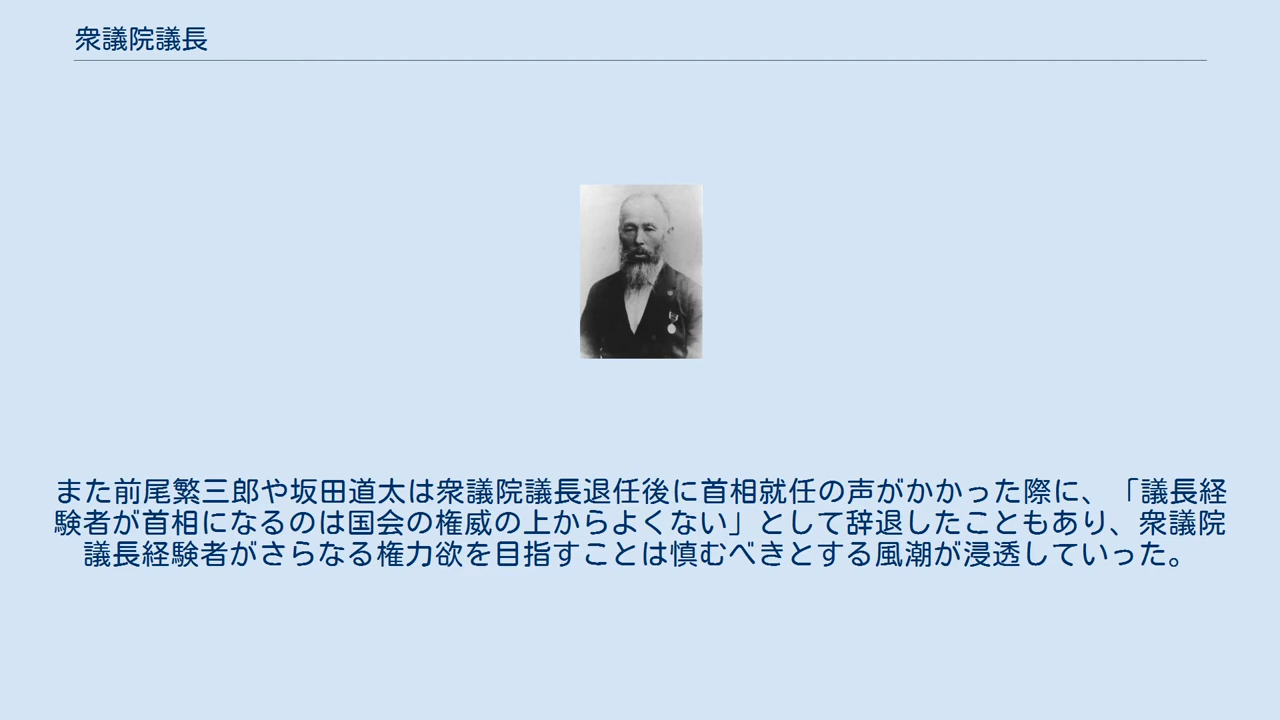 衆議院議長
また前尾繁三郎や坂田道太は衆議院議長退任後に首相就任の声がかかった際に、「議長経
験者が首相になるのは国会の権威の上からよくない」として辞退したこともあり、衆議院
議長経験者がさらなる権力欲を目指すことは慎むべきとする風潮が浸透していった。